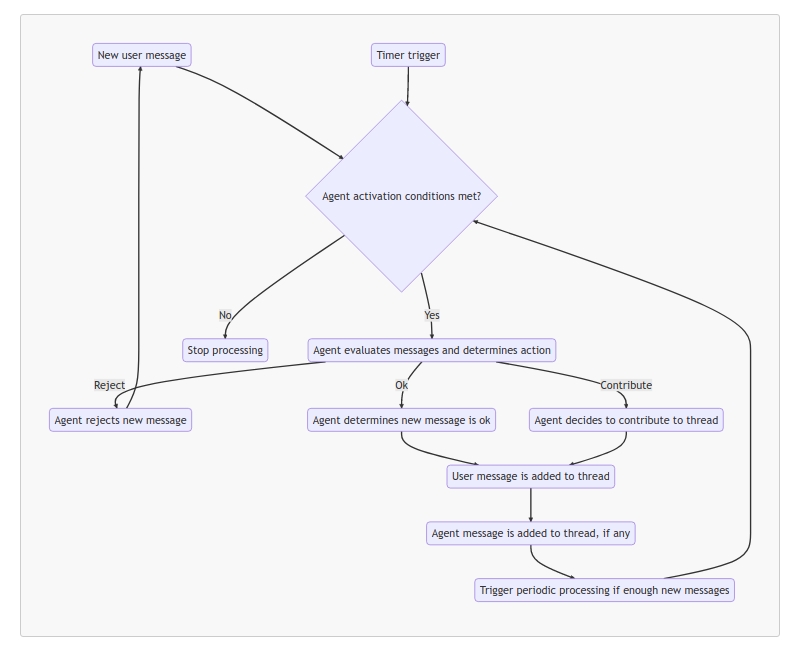 New user message
Timer trigger
Agent activation conditions met?
No
Yes
Stop processing
Agent evaluates messages and determines action
Reject
Ok
Contribute
Agent rejects new message
Agent determines new message is ok
Agent decides to contribute to thread
User message is added to thread
Agent message is added to thread, if any
Trigger periodic processing if enough new messages